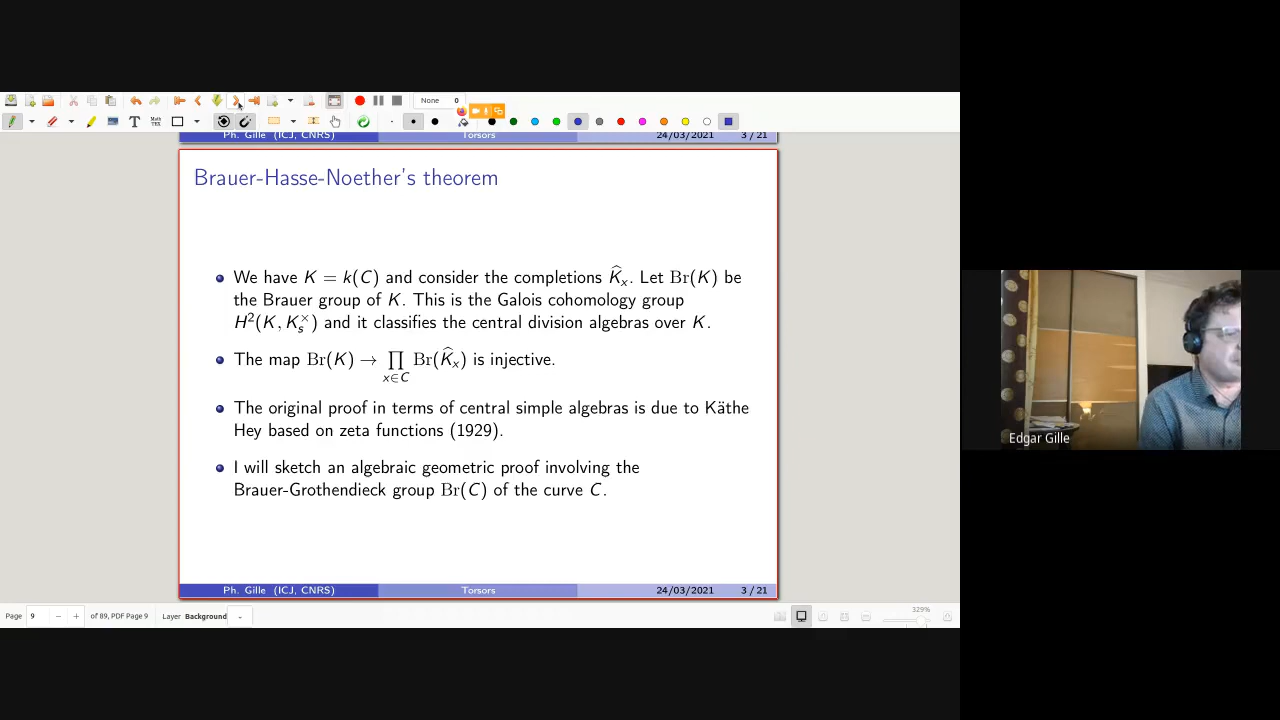 None 0
T Math TEX
Ph. Gille (ICJ, CNRS) Torsors 24/03/2021 3 / 21
Brauer-Hasse-Noether's theorem
We have K = k(C) and consider the completions K̂ₓ. Let Br(K) be
the Brauer group of K. This is the Galois cohomology group
H²(K, Kₛ×) and it classifies the central division algebras over K.
The map Br(K) → ∏ Br(K̂ₓ) is injective.
x∈C
The original proof in terms of central simple algebras is due to Käthe
Hey based on zeta functions (1929).
I will sketch an algebraic geometric proof involving the
Brauer-Grothendieck group Br(C) of the curve C.
Ph. Gille (ICJ, CNRS) Torsors 24/03/2021 3 / 21
Page 9 − + of 89, PDF Page 9 Layer Background 329%
Edgar Gille